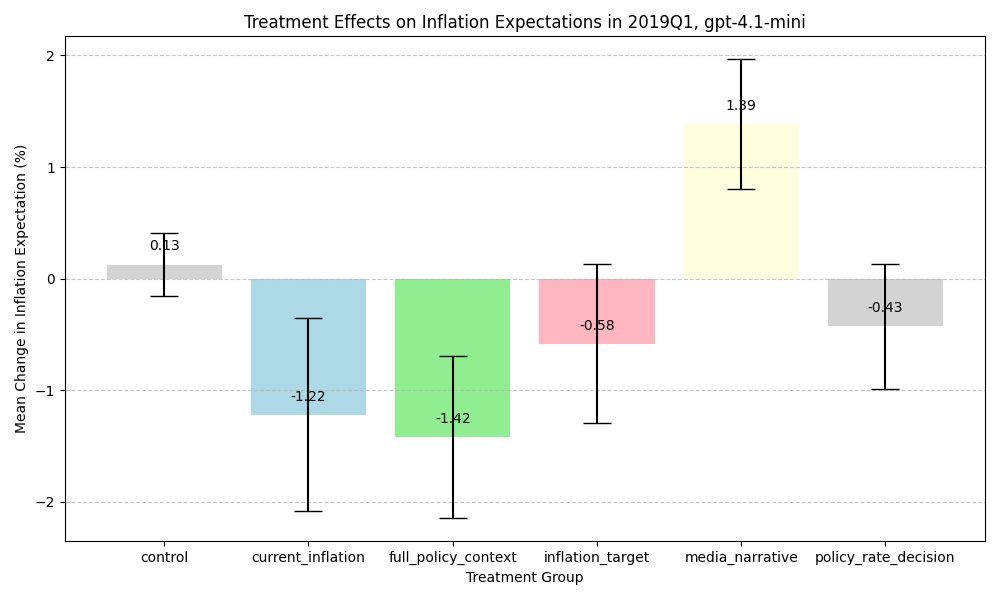 Treatment Effects on Inflation Expectations in 2019Q1, gpt-4.1-mini
Mean Change in Inflation Expectation (%)
2
1
0
−1
−2
0.13
-1.22
-1.42
-0.58
1.39
-0.43
control
current_inflation
full_policy_context
inflation_target
media_narrative
policy_rate_decision
Treatment Group